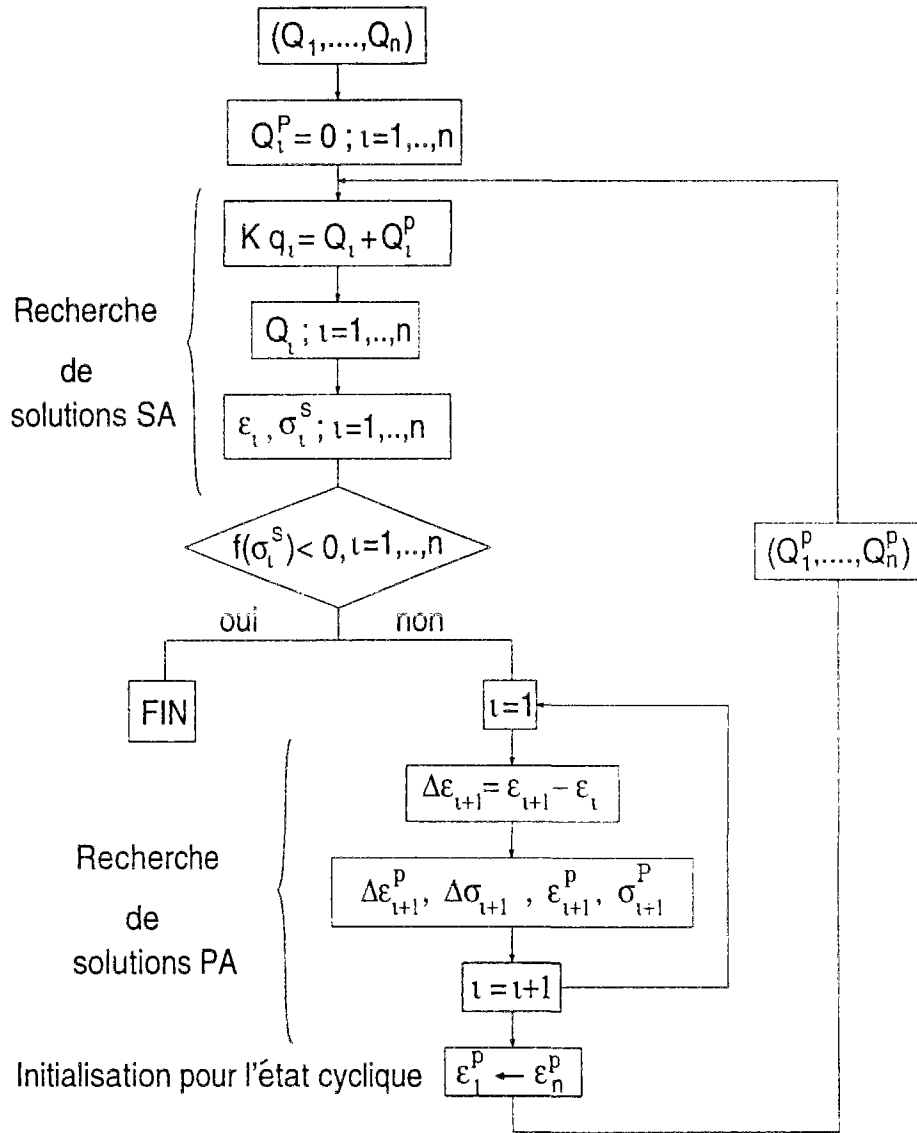 (Q₁,....,Qₙ)
Qᵢᴾ = 0 ; ι=1,..,n
K qᵢ = Qᵢ + Qᵢᵖ
Recherche
de
solutions SA
Qᵢ ; ι=1,..,n
εᵢ , σᵢˢ ; ι=1,..,n
f(σᵢˢ) < 0, ι=1,..,n
(Q₁ᵖ,....,Qₙᵖ)
oui
non
FIN
ι=1
Δεᵢ₊₁ = εᵢ₊₁ − εᵢ
Recherche
de
solutions PA
Δεᵢ₊₁ᵖ, Δσᵢ₊₁ , εᵢ₊₁ᵖ, σᵢ₊₁ᴾ
ι = ι+1
Initialisation pour l'état cyclique
ε₁ᵖ ← εₙᵖ